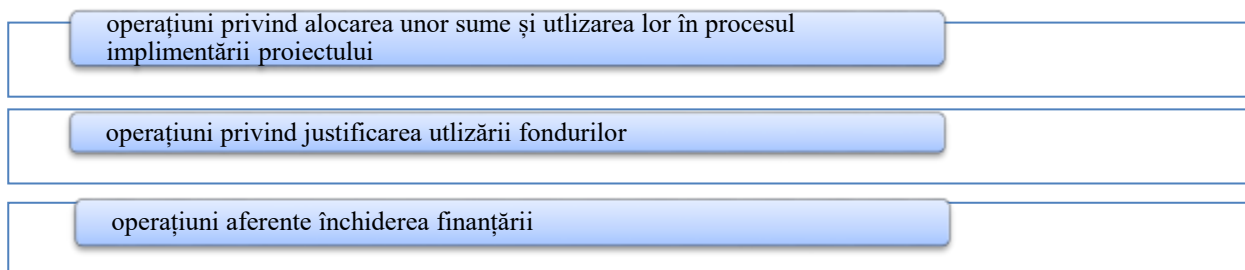 operațiuni privind alocarea unor sume și utlizarea lor în procesul
implimentării proiectului
operațiuni privind justificarea utlizării fondurilor
operațiuni aferente închiderea finanțării